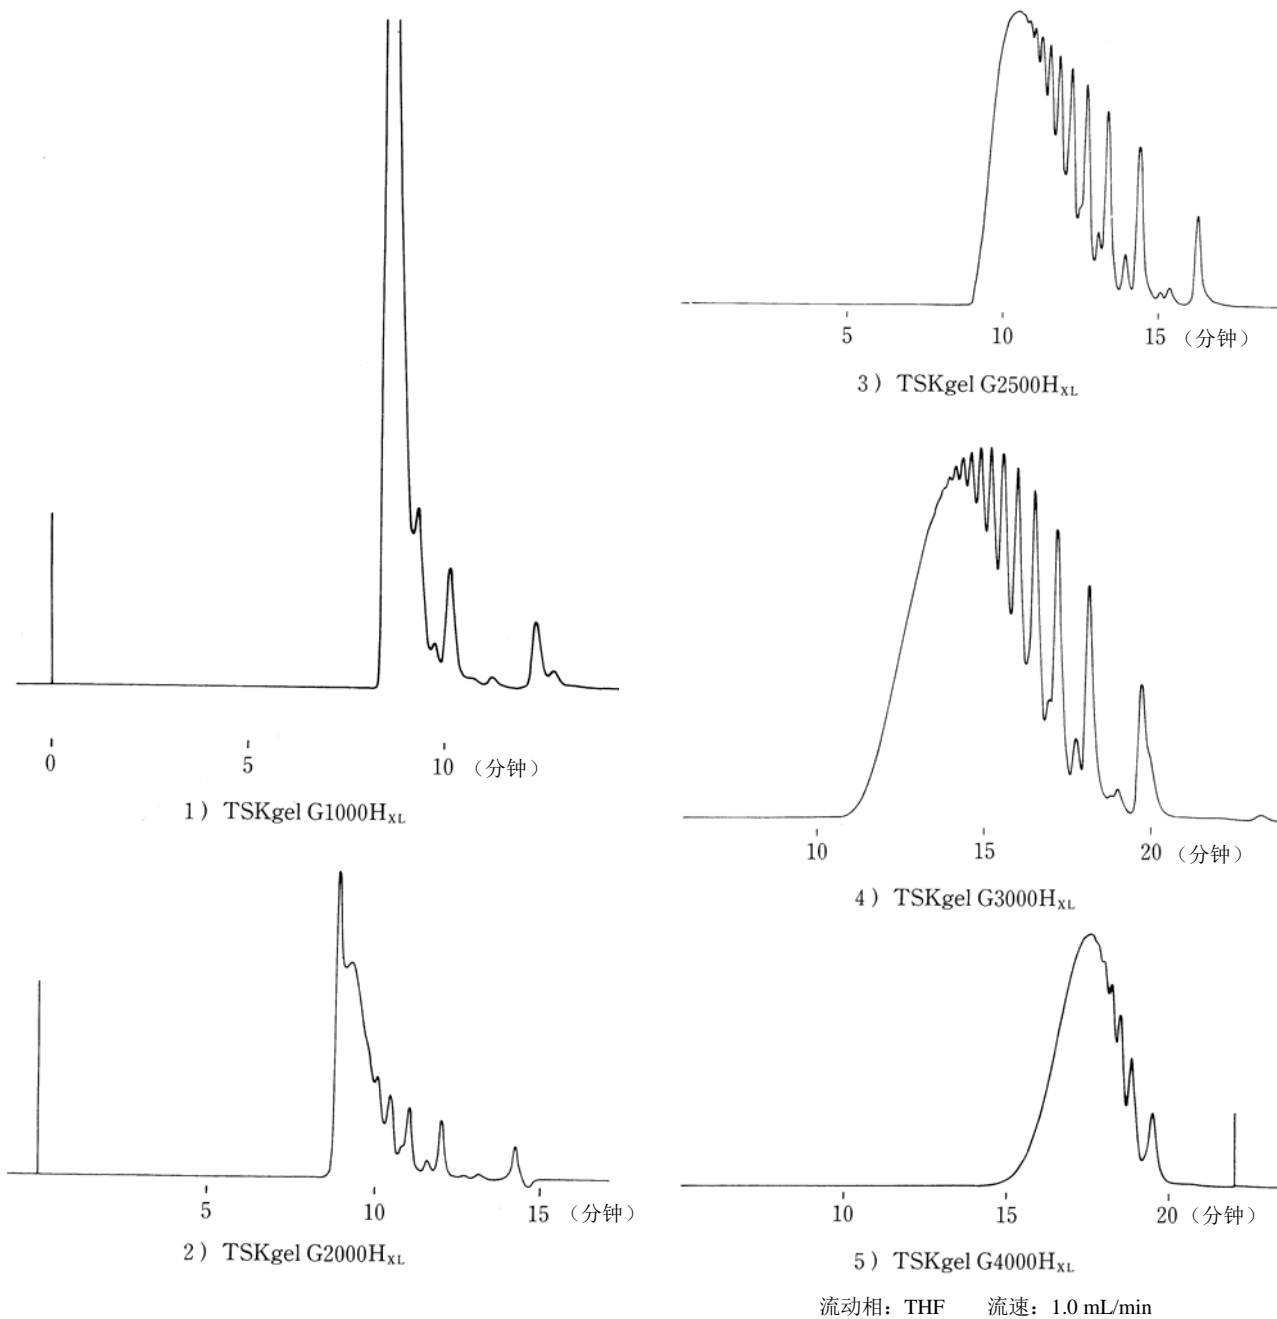 0 5 10 （分钟）
1） TSKgel G1000HXL
5 10 15 （分钟）
2） TSKgel G2000HXL
5 10 15 （分钟）
3） TSKgel G2500HXL
10 15 20 （分钟）
4） TSKgel G3000HXL
10 15 20 （分钟）
5） TSKgel G4000HXL
流动相：THF 流速：1.0 mL/min